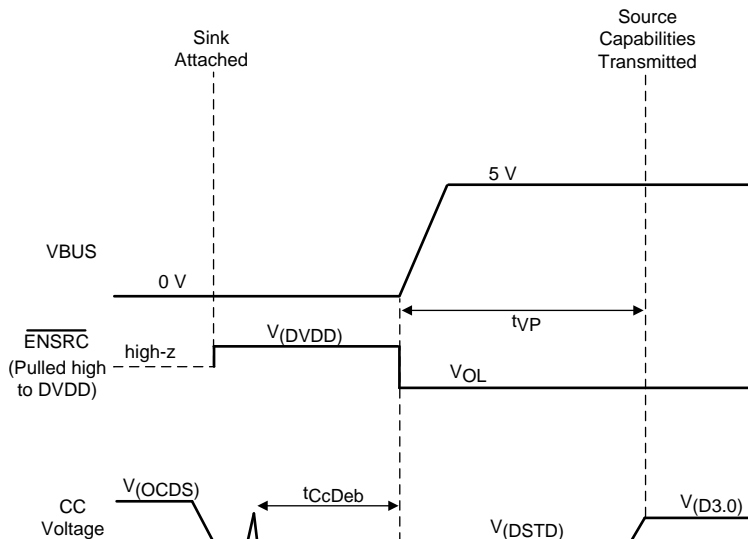 Sink
Attached
Source
Capabilities
Transmitted
5 V
VBUS
0 V
tVP
ENSRC
(Pulled high
to DVDD)
high-z
V(DVDD)
VOL
CC
Voltage
V(OCDS)
tCcDeb
V(DSTD)
V(D3.0)